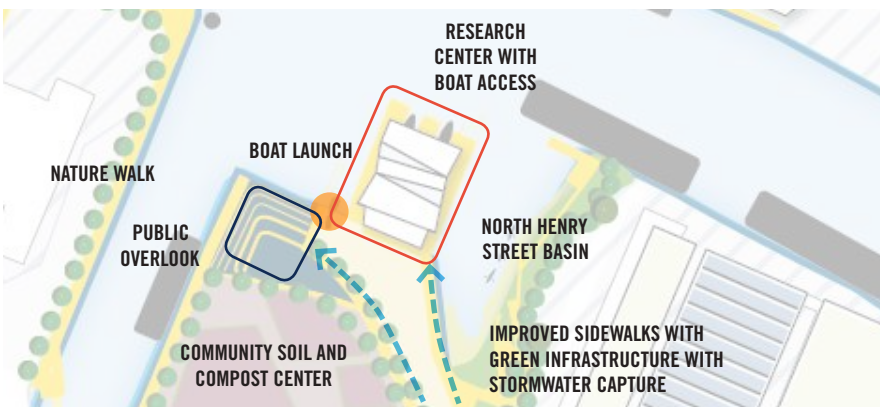 RESEARCH
CENTER WITH
BOAT ACCESS
BOAT LAUNCH
NATURE WALK
PUBLIC
OVERLOOK
NORTH HENRY
STREET BASIN
COMMUNITY SOIL AND
COMPOST CENTER
IMPROVED SIDEWALKS WITH
GREEN INFRASTRUCTURE WITH
STORMWATER CAPTURE